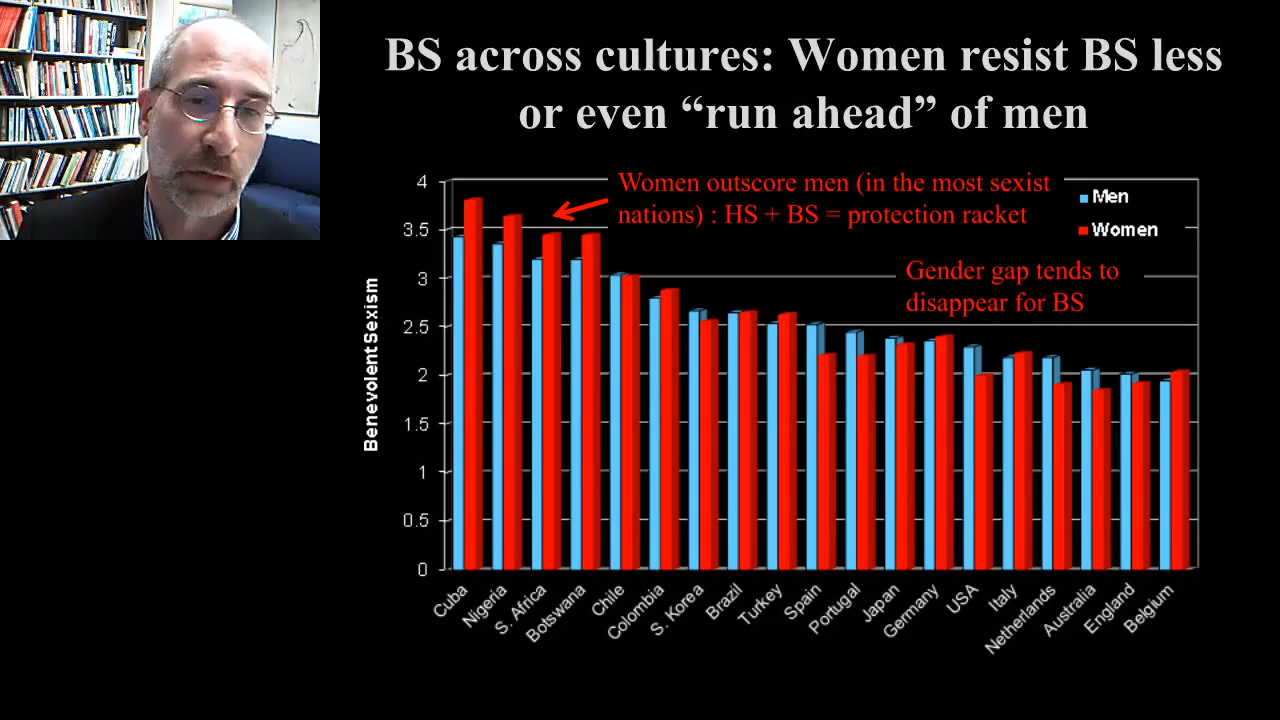 BS across cultures: Women resist BS less
or even “run ahead” of men
Women outscore men (in the most sexist
nations) : HS + BS = protection racket
Men
Women
Gender gap tends to
disappear for BS
Benevolent Sexism
4
3.5
3
2.5
2
1.5
1
0.5
0
Cuba
Nigeria
S. Africa
Botswana
Chile
Colombia
S. Korea
Brazil
Turkey
Spain
Portugal
Japan
Germany
USA
Italy
Netherlands
Australia
England
Belgium